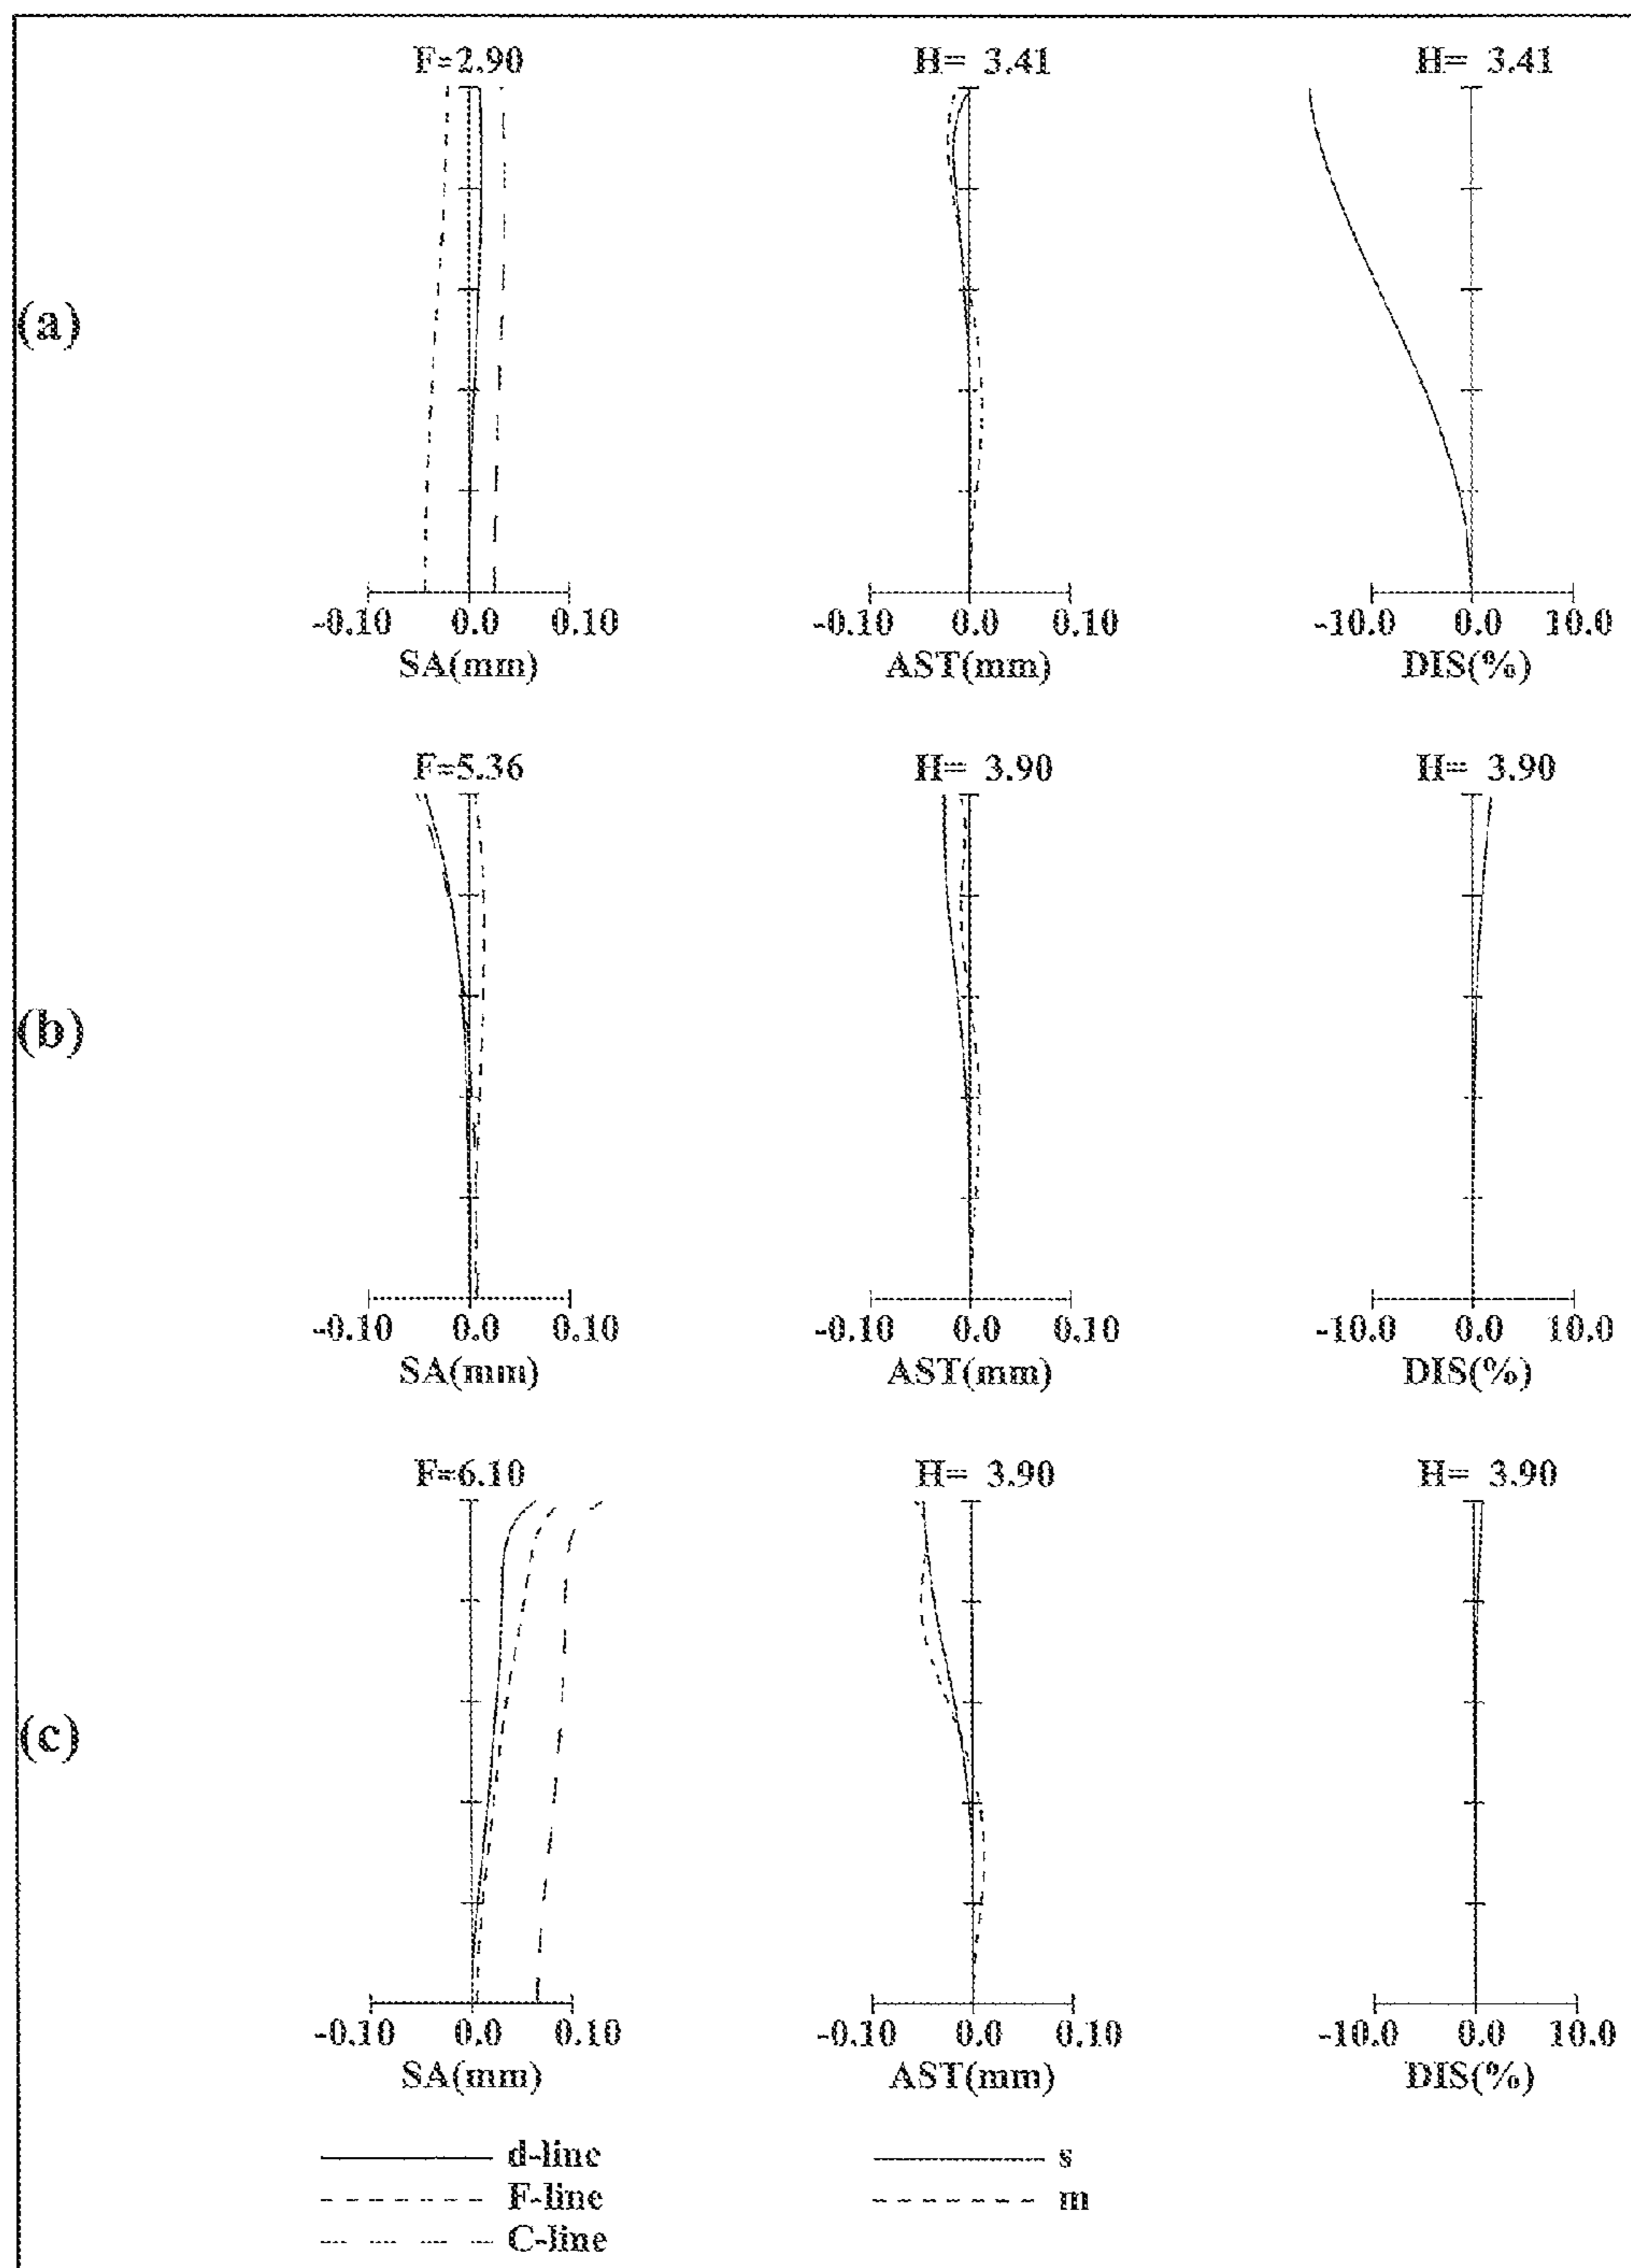 F=2.90 H= 3.41 H= 3.41
(a)
-0.10 0.0 0.10 -0.10 0.0 0.10 -10.0 0.0 10.0
SA(mm) AST(mm) DIS(%)
F=5.36 H= 3.90 H= 3.90
(b)
-0.10 0.0 0.10 -0.10 0.0 0.10 -10.0 0.0 10.0
SA(mm) AST(mm) DIS(%)
F=6.10 H= 3.90 H= 3.90
(c)
-0.10 0.0 0.10 -0.10 0.0 0.10 -10.0 0.0 10.0
SA(mm) AST(mm) DIS(%)
d-line s
F-line m
C-line